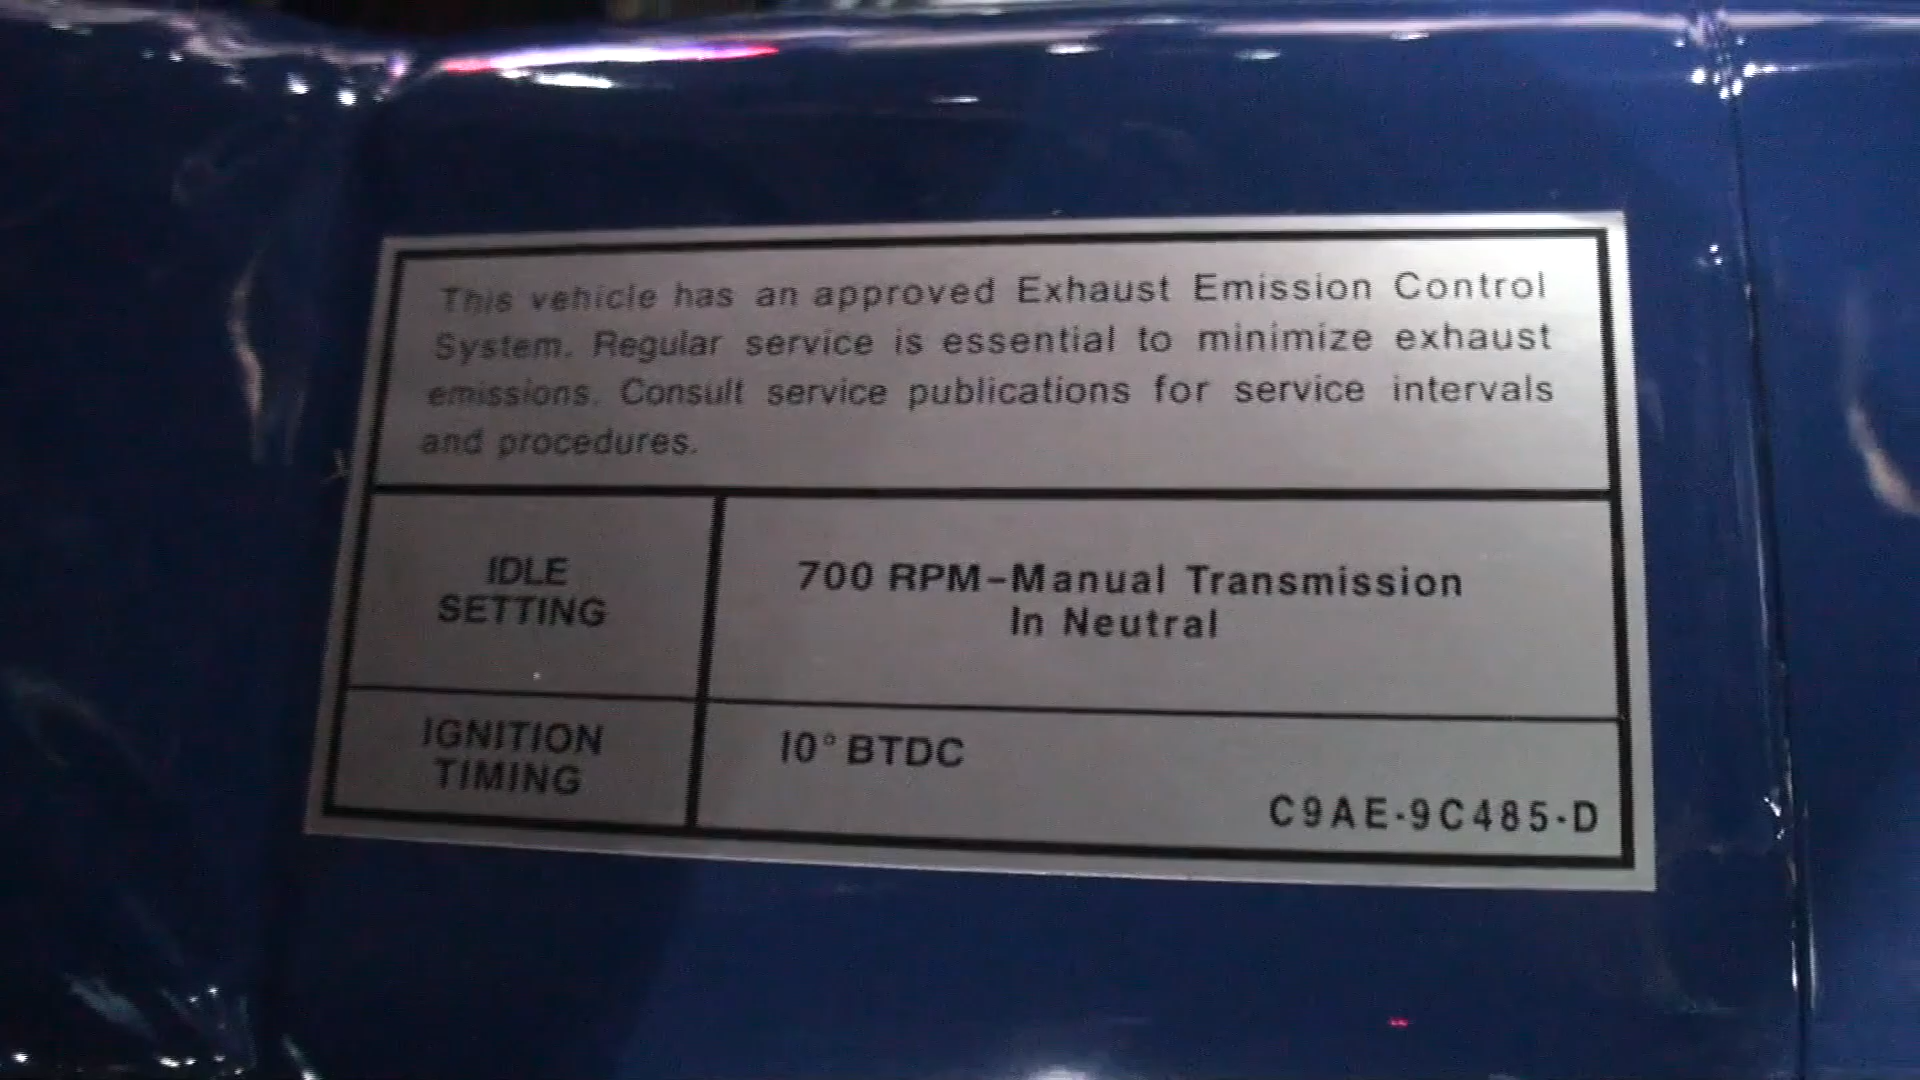 This vehicle has an approved Exhaust Emission Control
System. Regular service is essential to minimize exhaust
emissions. Consult service publications for service intervals
and procedures.
IDLE
SETTING
700 RPM–Manual Transmission
In Neutral
IGNITION
TIMING
10° BTDC
C9AE-9C485-D